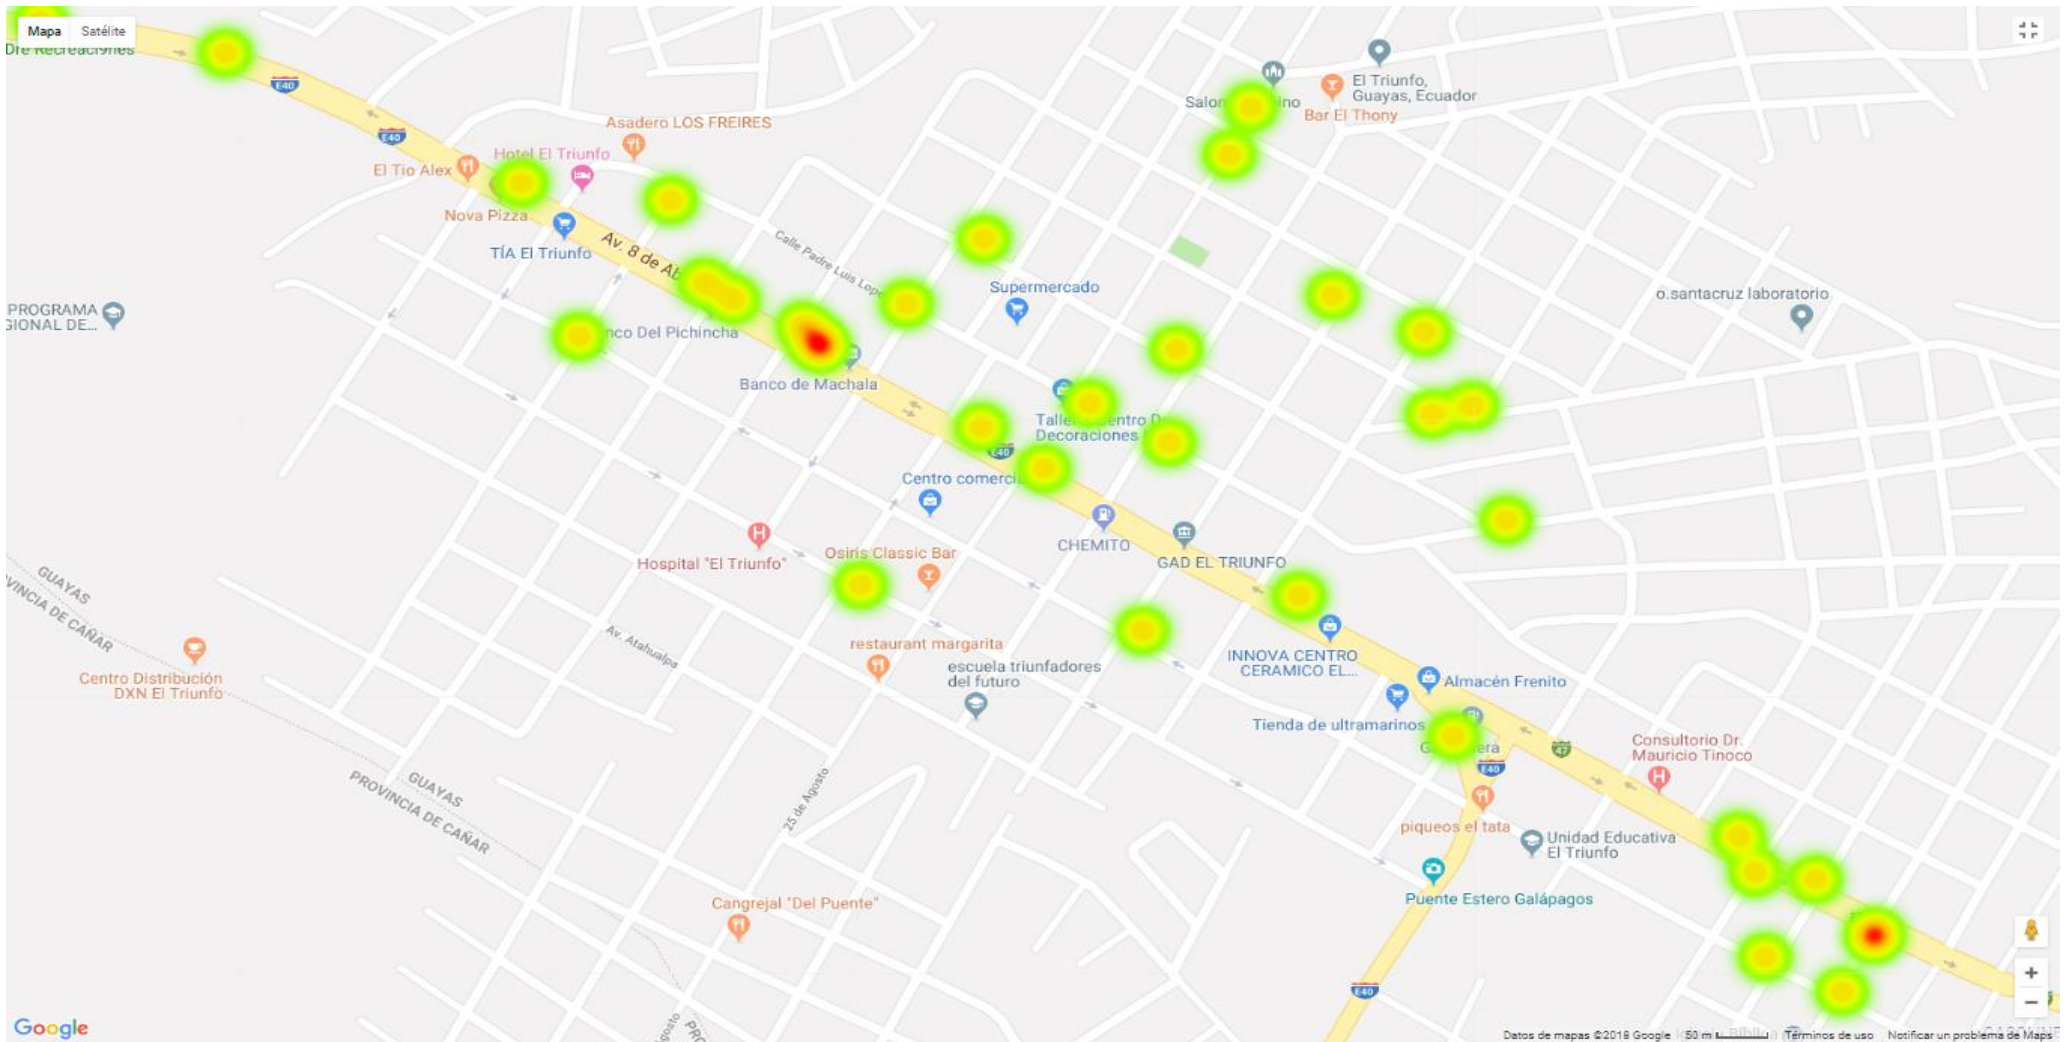 Mapa
Satélite
Dre Recreaciones
E40
E40
El Triunfo,
Guayas, Ecuador
Bar El Thony
Asadero LOS FREIRES
Hotel El Triunfo
El Tio Alex
Nova Pizza
TÍA El Triunfo
Av. 8 de Ab
Calle Padre Luis Lope
Supermercado
o.santacruz laboratorio
PROGRAMA
GIONAL DE...
nco Del Pichincha
Banco de Machala
Decoraciones
E40
Centro comerci
CHEMITO
GAD EL TRIUNFO
Hospital "El Triunfo"
Osiris Classic Bar
GUAYAS
VINCIA DE CAÑAR
Av. Atahualpa
restaurant margarita
escuela triunfadores
del futuro
INNOVA CENTRO
CERAMICO EL...
Almacén Frenito
Centro Distribución
DXN El Triunfo
Tienda de ultramarinos
47
E40
Consultorio Dr.
Mauricio Tinoco
GUAYAS
PROVINCIA DE CAÑAR
25 de Agosto
piqueos el tata
Unidad Educativa
El Triunfo
Puente Estero Galápagos
Cangrejal "Del Puente"
E40
Google
Datos de mapas ©2018 Google
50 m
Términos de uso
Notificar un problema de Maps